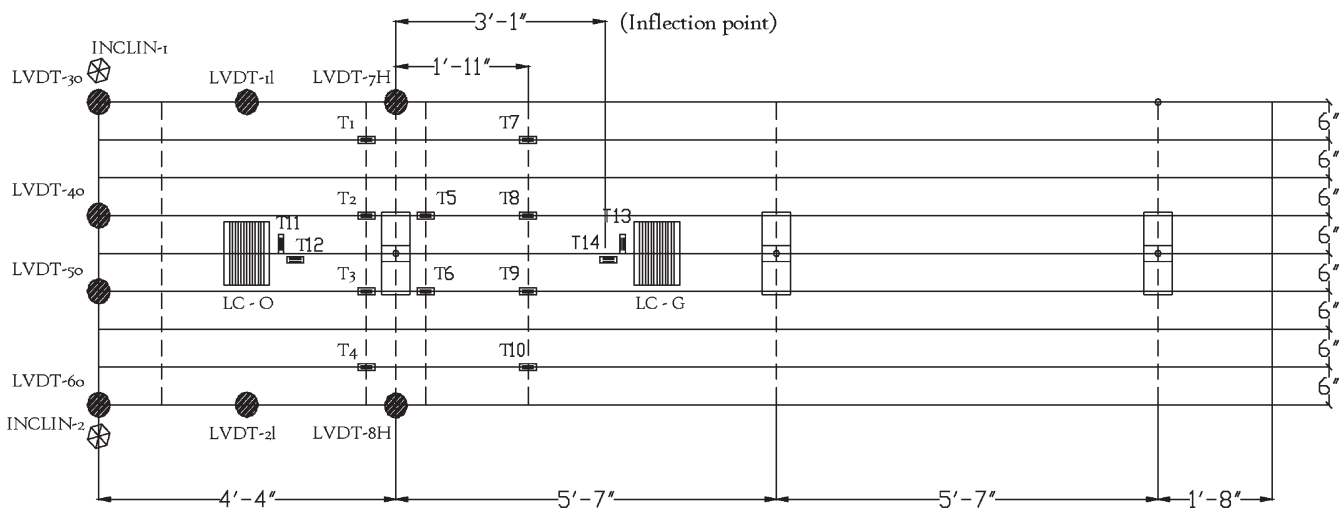 3'-1" (Inflection point)
INCLIN-1
1'-11"
LVDT-30 LVDT-1I LVDT-7H
6"
T1 T7
6"
6"
LVDT-40 T2 T5 T8
T11 T13
6"
T12 T14
LVDT-50 T3 T6 T9
6"
LC - O LC - G
6"
T4 T10
6"
LVDT-60
6"
INCLIN-2 LVDT-2I LVDT-8H
4'-4" 5'-7" 5'-7" 1'-8"